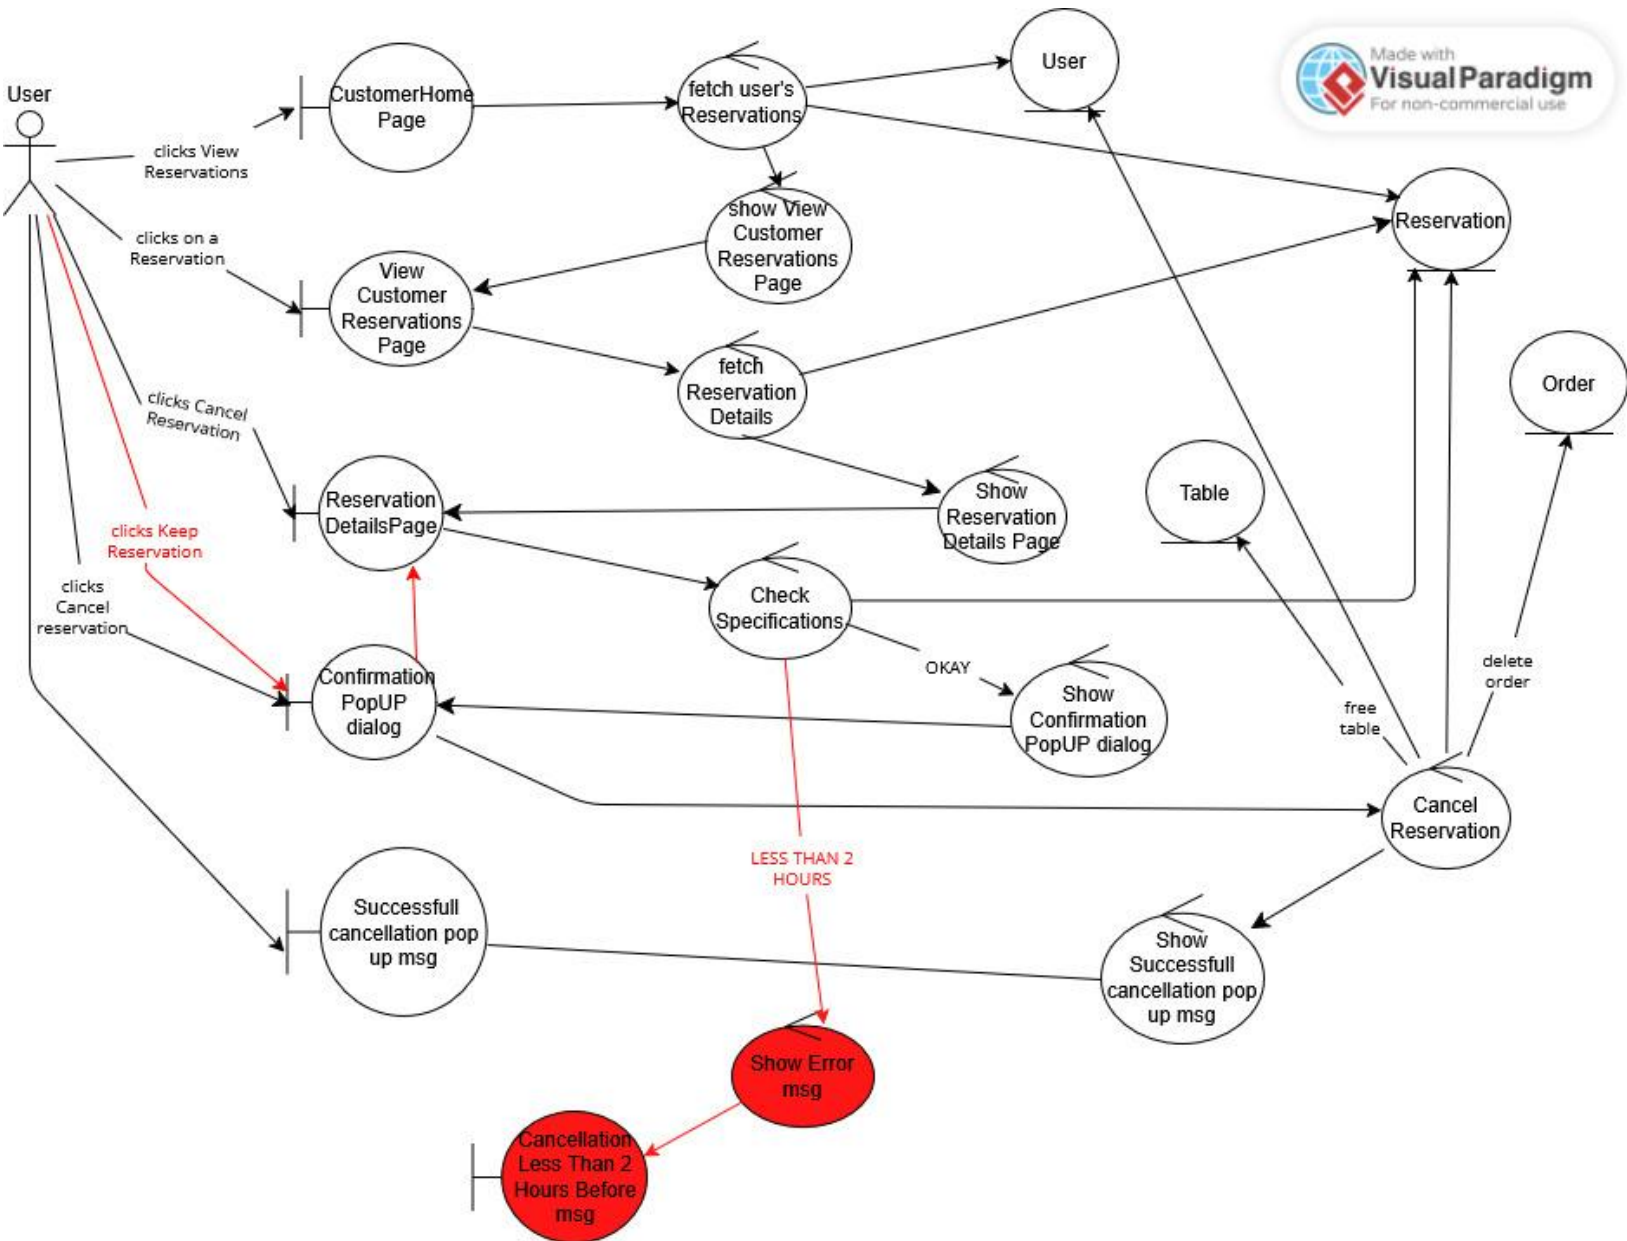 User
Made with
VisualParadigm
For non-commercial use
CustomerHome
Page
fetch user's
Reservations
User
clicks View
Reservations
show View
Customer
Reservations
Page
Reservation
clicks on a
Reservation
View
Customer
Reservations
Page
fetch
Reservation
Details
Order
clicks Cancel
Reservation
Reservation
DetailsPage
Show
Reservation
Details Page
Table
clicks Keep
Reservation
clicks
Cancel
reservation
Check
Specifications
OKAY
Confirmation
PopUP
dialog
Show
Confirmation
PopUP dialog
free
table
delete
order
Cancel
Reservation
LESS THAN 2
HOURS
Successfull
cancellation pop
up msg
Show
Successfull
cancellation pop
up msg
Show Error
msg
Cancellation
Less Than 2
Hours Before
msg